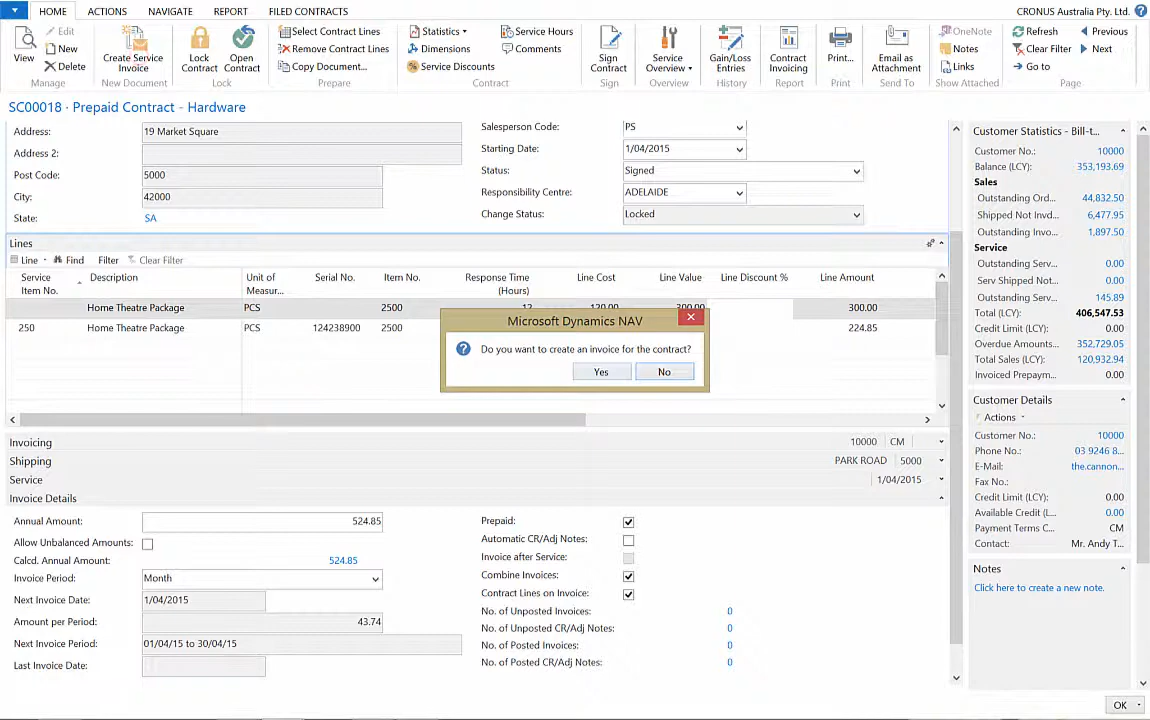 HOME ACTIONS NAVIGATE REPORT FILED CONTRACTS CRONUS Australia Pty. Ltd.
View Edit New Delete Manage
Create Service Invoice New Document
Lock Contract Open Contract Lock
Select Contract Lines
Remove Contract Lines
Copy Document...
Prepare
Statistics
Dimensions
Service Discounts
Service Hours
Comments
Contract
Sign Contract Sign
Service Overview Overview
Gain/Loss Entries History
Contract Invoicing Report
Print... Print
Email as Attachment Send To
OneNote
Notes
Links
Show Attached
Refresh
Clear Filter
Go to
Previous
Next
Page
SC00018 · Prepaid Contract - Hardware
Address: 19 Market Square
Address 2:
Post Code: 5000
City: 42000
State: SA
Salesperson Code: PS
Starting Date: 1/04/2015
Status: Signed
Responsibility Centre: ADELAIDE
Change Status: Locked
Lines
Line Find Filter Clear Filter
Service Item No. Description Unit of Measur... Serial No. Item No. Response Time (Hours) Line Cost Line Value Line Discount % Line Amount
Home Theatre Package PCS 2500 12 120.00 300.00 300.00
250 Home Theatre Package PCS 124238900 2500 224.85
Microsoft Dynamics NAV
Do you want to create an invoice for the contract?
Yes No
Invoicing 10000 CM
Shipping PARK ROAD 5000
Service 1/04/2015
Invoice Details
Annual Amount: 524.85
Allow Unbalanced Amounts:
Calcd. Annual Amount: 524.85
Invoice Period: Month
Next Invoice Date: 1/04/2015
Amount per Period: 43.74
Next Invoice Period: 01/04/15 to 30/04/15
Last Invoice Date:
Prepaid:
Automatic CR/Adj Notes:
Invoice after Service:
Combine Invoices:
Contract Lines on Invoice:
No. of Unposted Invoices: 0
No. of Unposted CR/Adj Notes: 0
No. of Posted Invoices: 0
No. of Posted CR/Adj Notes: 0
Customer Statistics - Bill-t...
Customer No.: 10000
Balance (LCY): 353,193.69
Sales
Outstanding Ord... 44,832.50
Shipped Not Invd... 6,477.95
Outstanding Invo... 1,897.50
Service
Outstanding Serv... 0.00
Serv Shipped Not... 0.00
Outstanding Serv... 145.89
Total (LCY): 406,547.53
Credit Limit (LCY): 0.00
Overdue Amounts... 352,729.05
Total Sales (LCY): 120,932.94
Invoiced Prepaym... 0.00
Customer Details
Actions
Customer No.: 10000
Phone No.: 03 9246 8...
E-Mail: the.cannon...
Fax No.:
Credit Limit (LCY): 0.00
Available Credit (L... 0.00
Payment Terms C... CM
Contact: Mr. Andy T...
Notes
Click here to create a new note.
OK